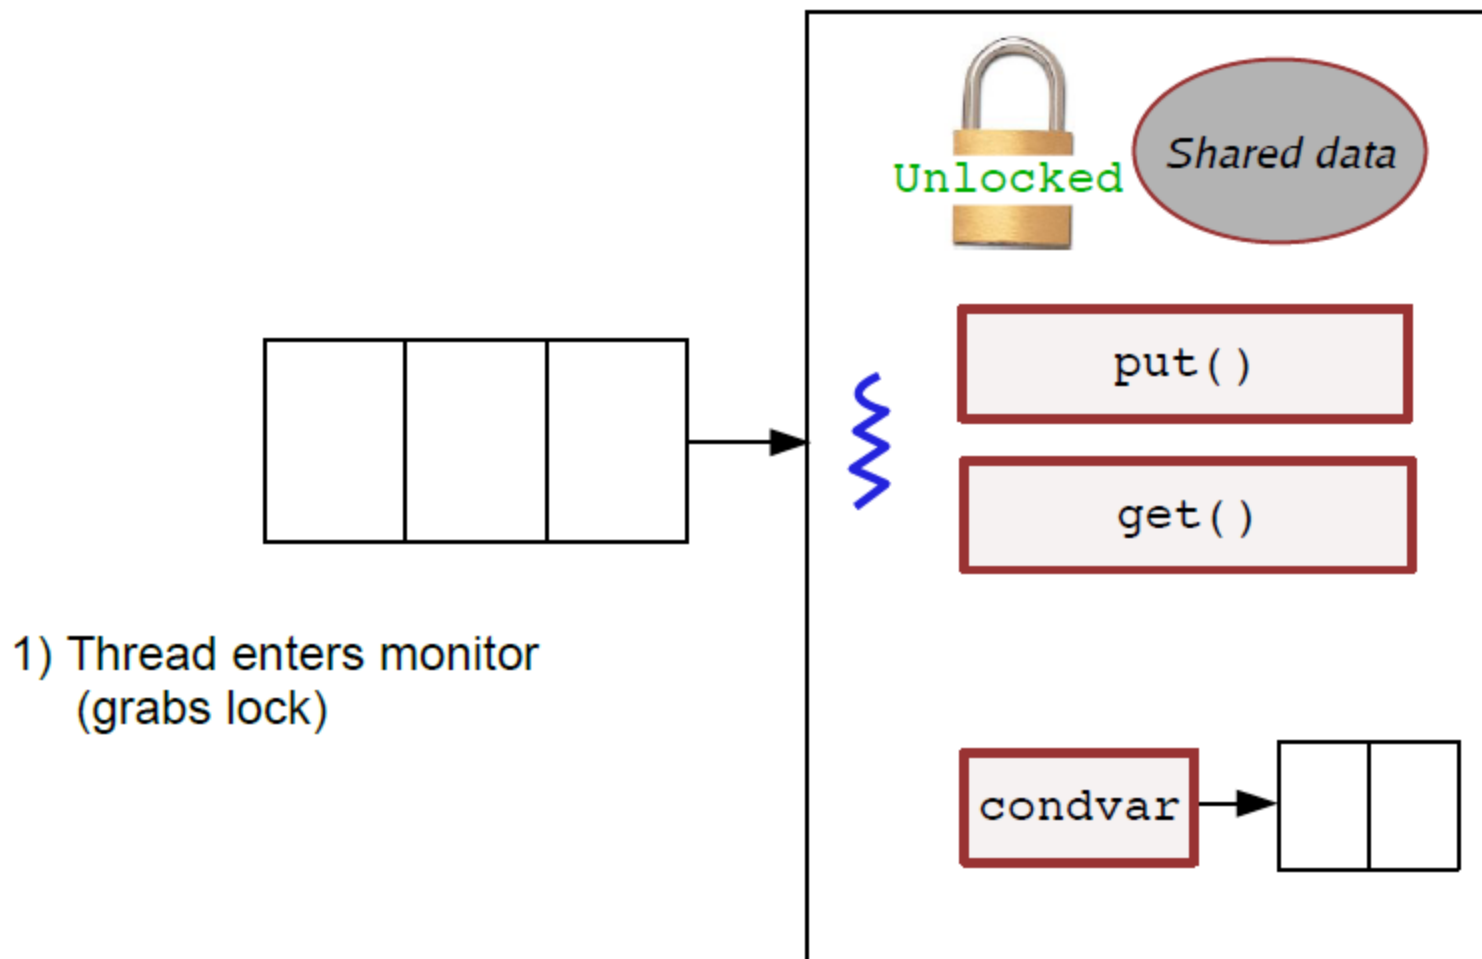 Unlocked
Shared data
put()
get()
1) Thread enters monitor
(grabs lock)
condvar